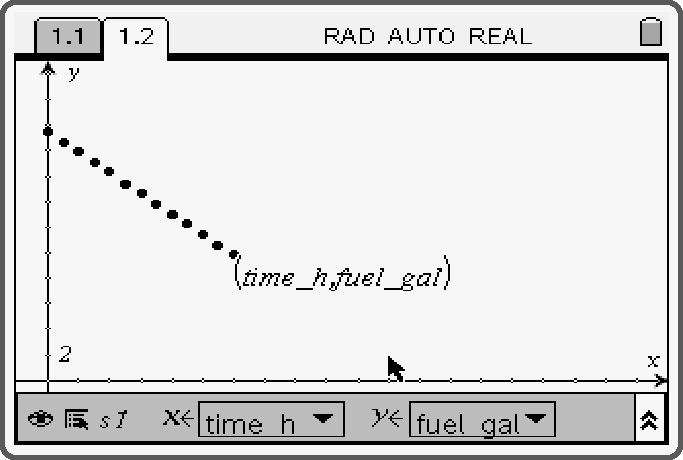 1.1 1.2 RAD AUTO REAL
y
(time_h,fuel_gal)
2
x
s1 x← time_h y← fuel_gal